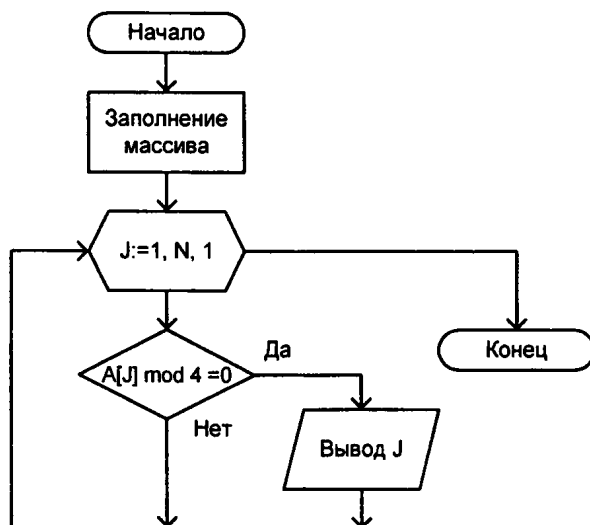 Начало
Заполнение
массива
J:=1, N, 1
Конец
A[J] mod 4 =0
Да
Нет
Вывод J